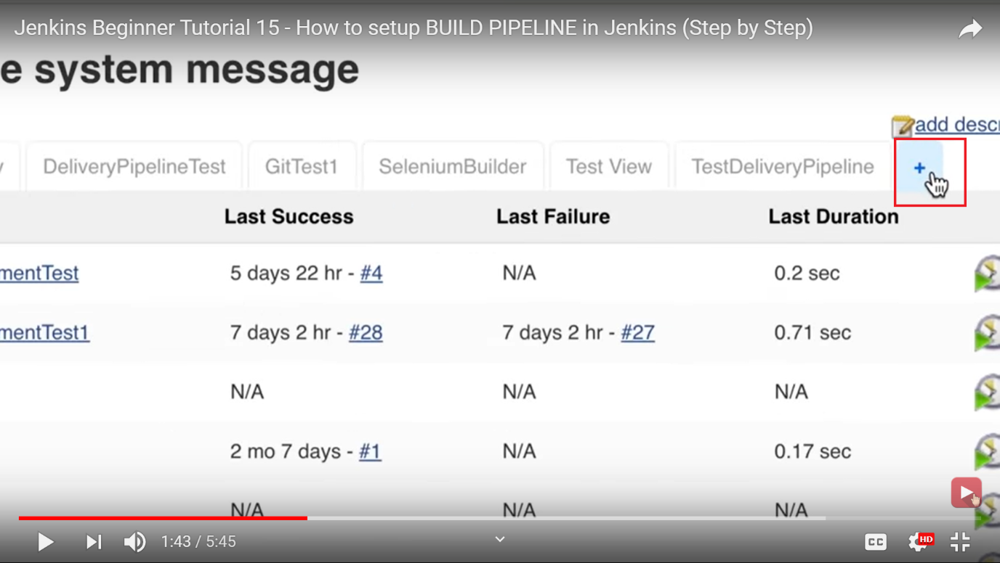 Jenkins Beginner Tutorial 15 - How to setup BUILD PIPELINE in Jenkins (Step by Step)
e system message
add descr
DeliveryPipelineTest GitTest1 SeleniumBuilder Test View TestDeliveryPipeline +
Last Success Last Failure Last Duration
mentTest 5 days 22 hr - #4 N/A 0.2 sec
mentTest1 7 days 2 hr - #28 7 days 2 hr - #27 0.71 sec
N/A N/A N/A
2 mo 7 days - #1 N/A 0.17 sec
N/A N/A N/A
1:43 / 5:45 CC HD